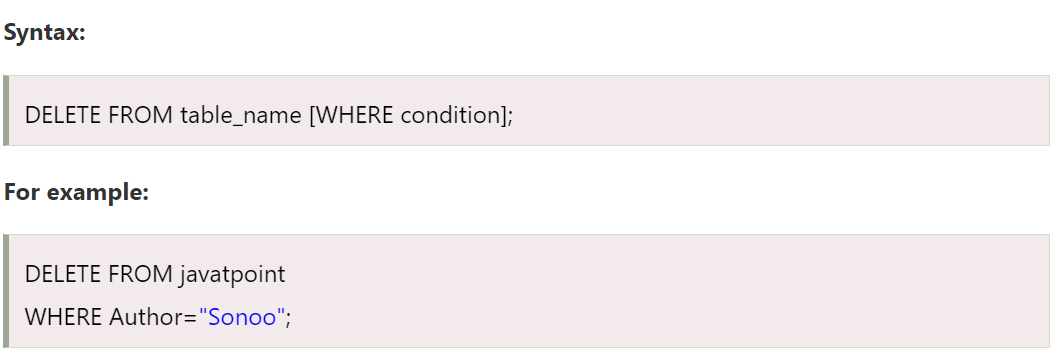 Syntax:
DELETE FROM table_name [WHERE condition];
For example:
DELETE FROM javatpoint
WHERE Author="Sonoo";